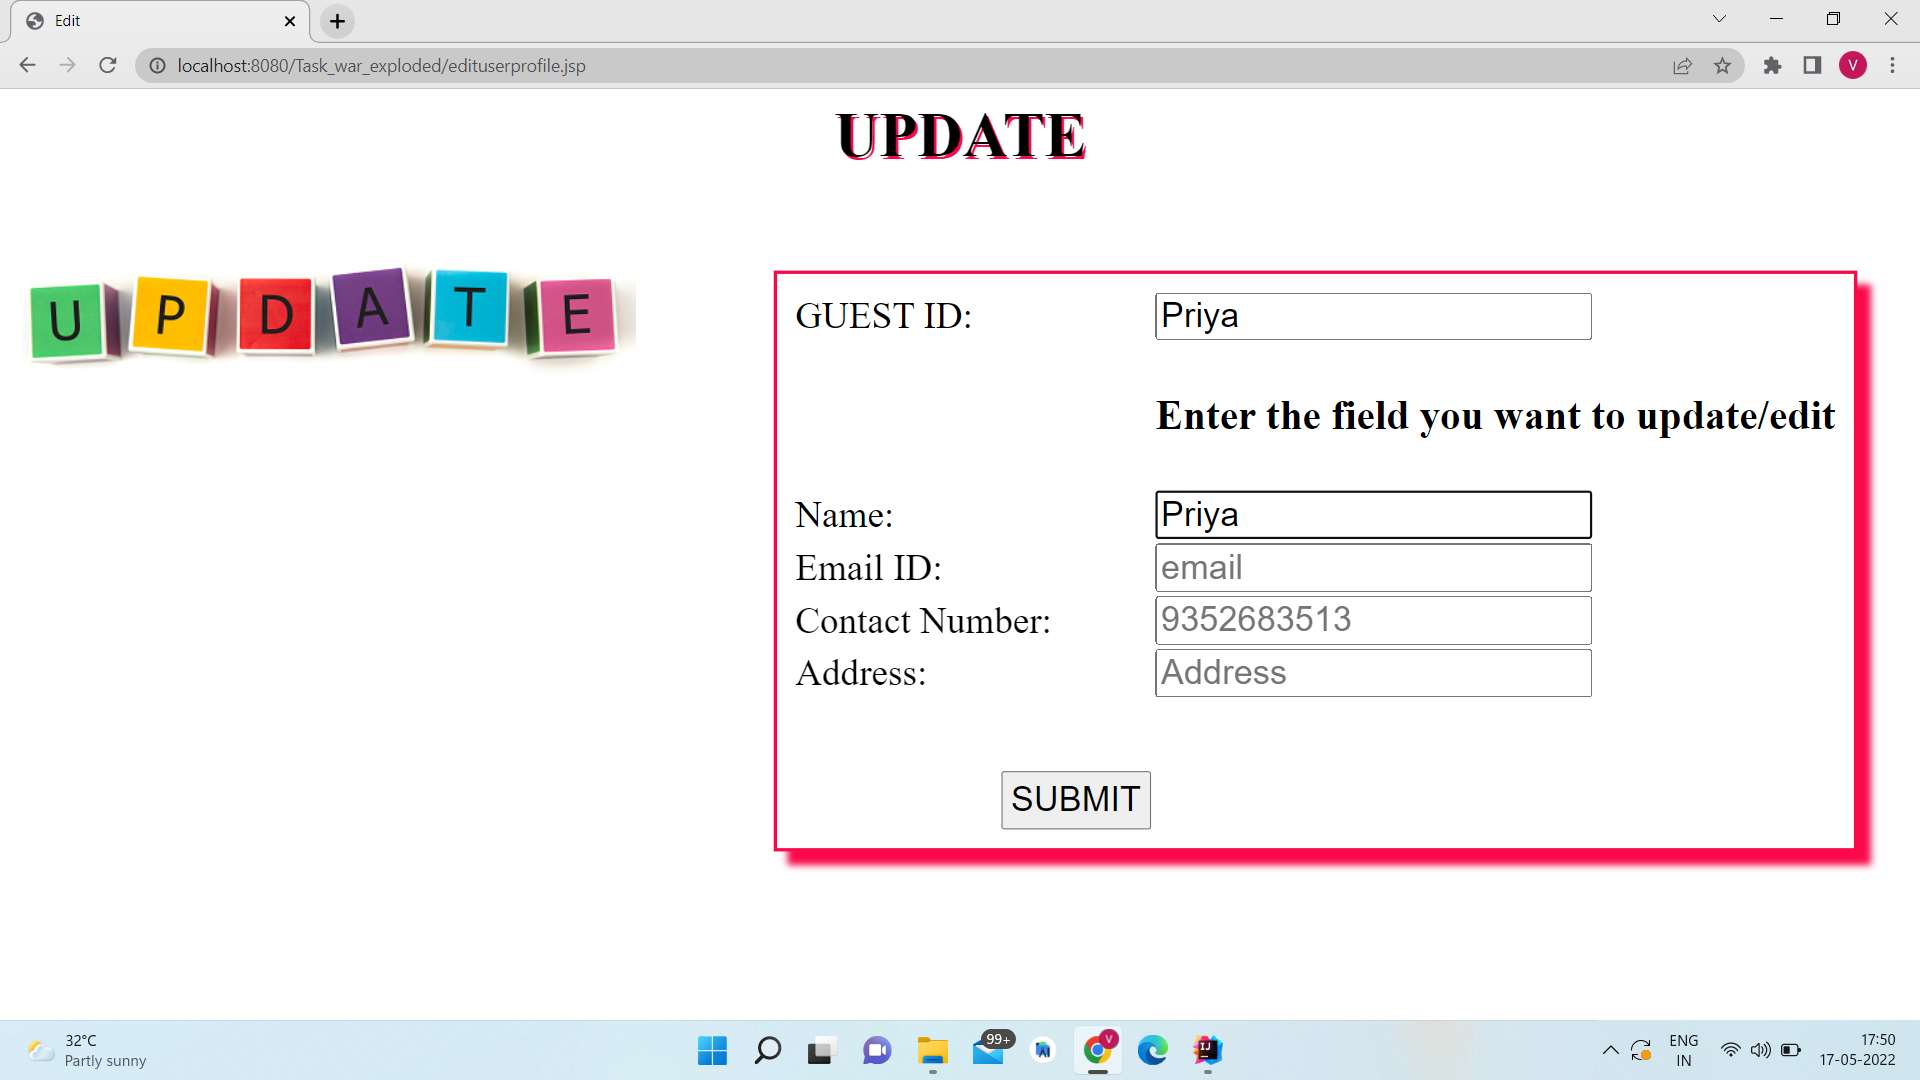 Edit
localhost:8080/Task_war_exploded/edituserprofile.jsp
V
UPDATE
U P D A T E
GUEST ID: Priya
Enter the field you want to update/edit
Name: Priya
Email ID: email
Contact Number: 9352683513
Address: Address
SUBMIT
32°C
Partly sunny
99+
V
IJ
ENG
IN
17:50
17-05-2022